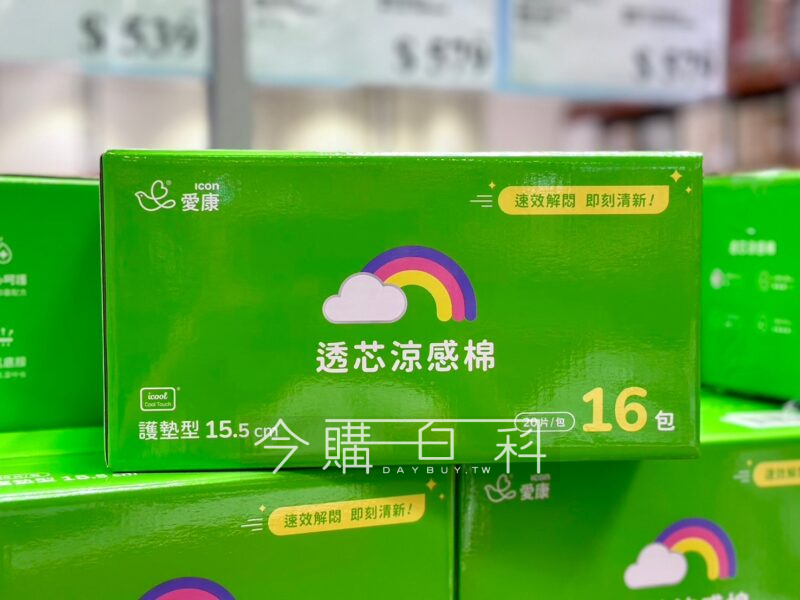 $ 539
$ 579
$ 579
icon
愛康
速效解悶 即刻清新!
透芯涼感棉
icool
Cool Touch
護墊型 15.5 cm
20片/包
16包
今購百科
DAYBUY.TW
速效解悶 即刻清新!
icon
愛康
速效解